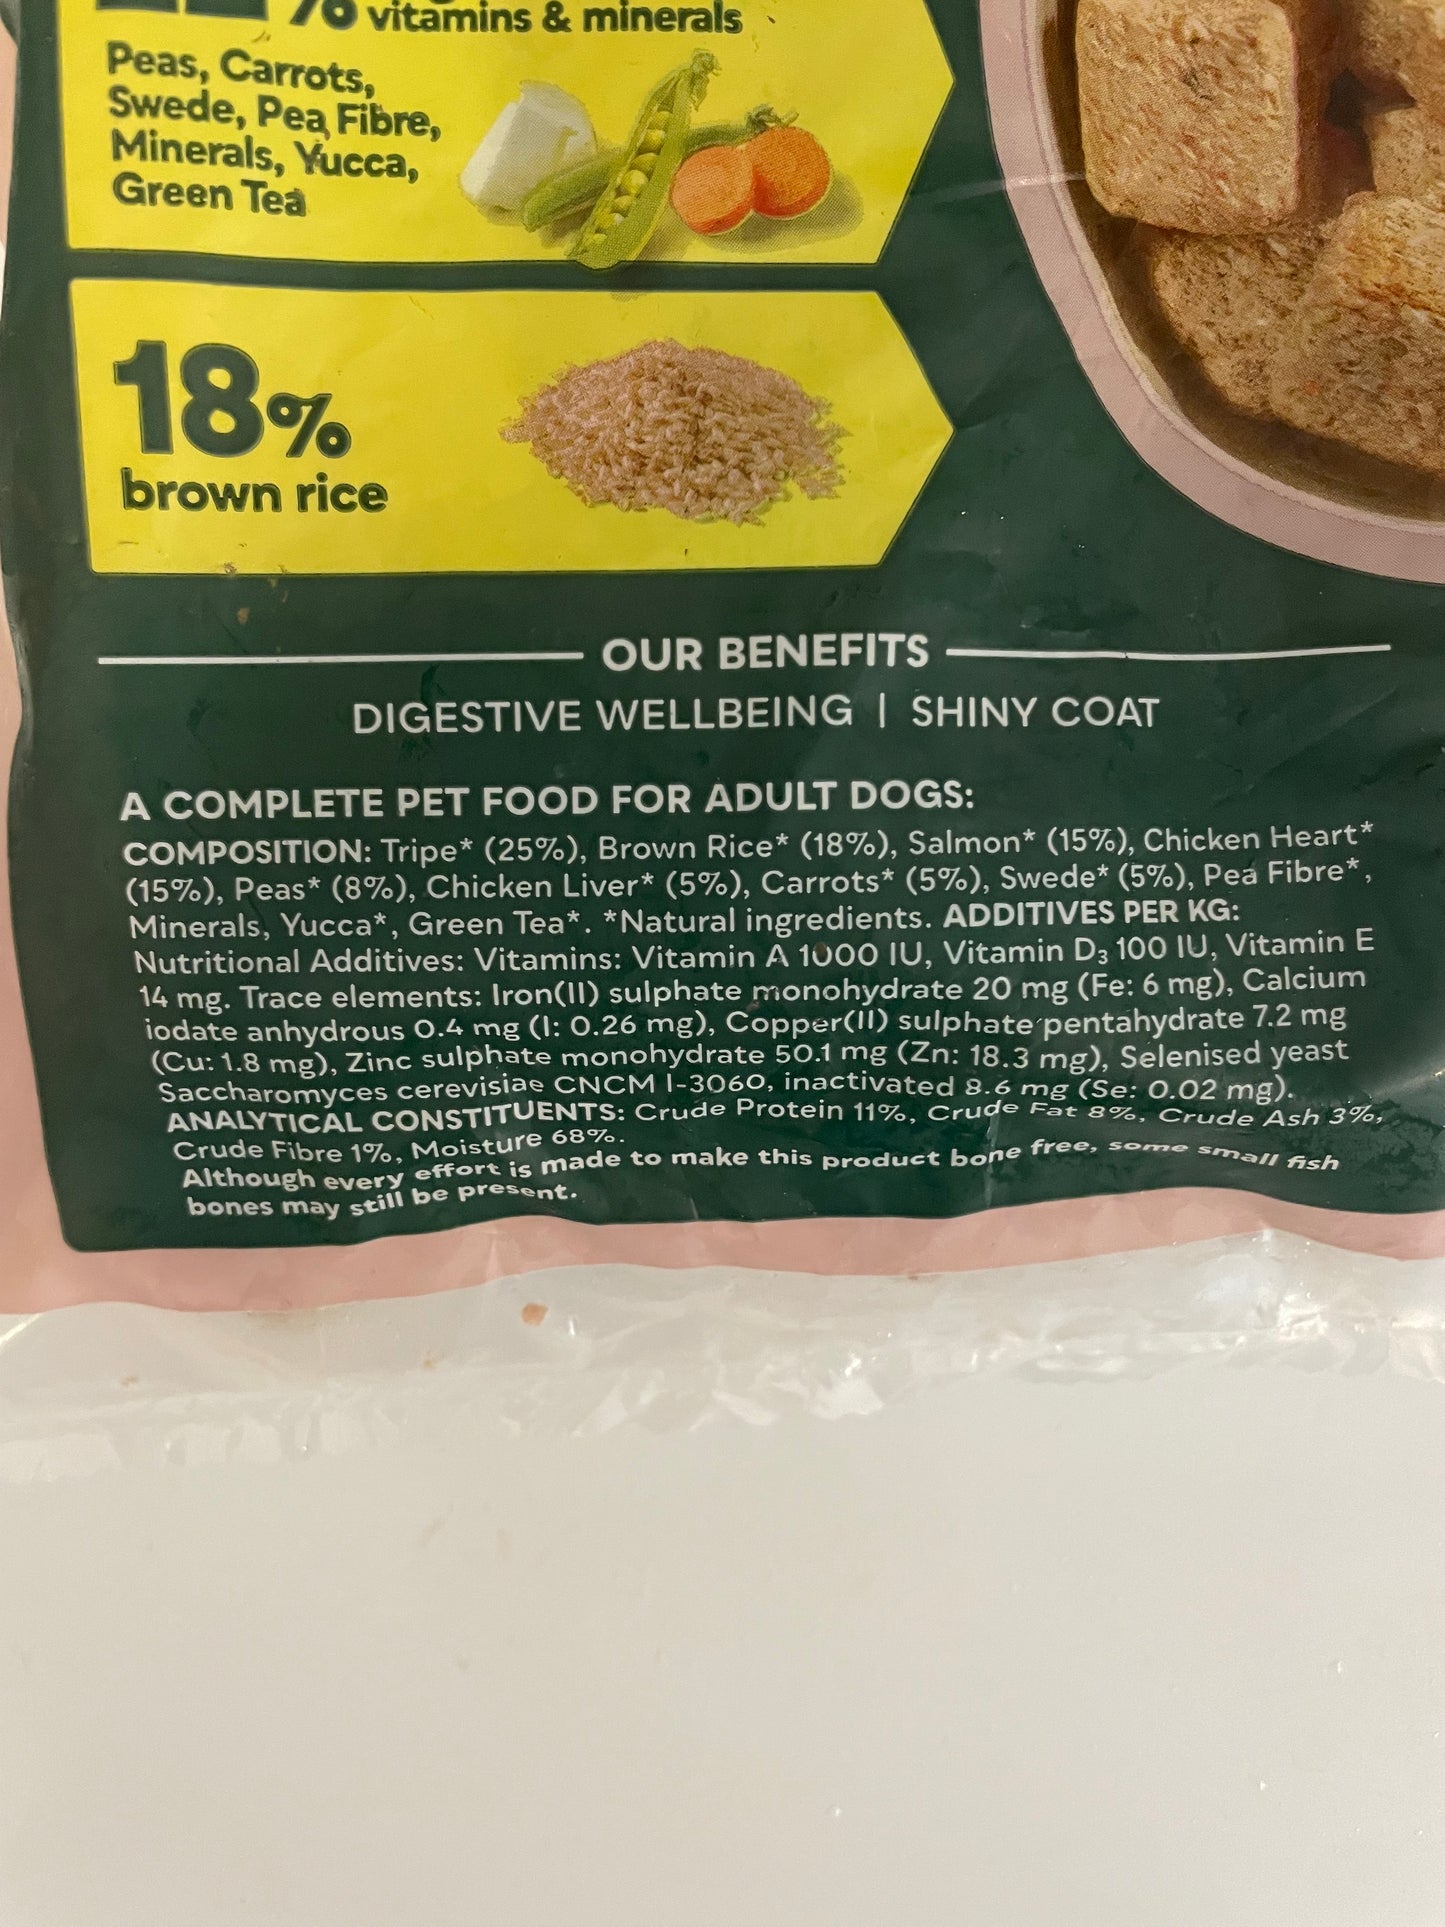 % vitamins & minerals
Peas, Carrots,
Swede, Pea Fibre,
Minerals, Yucca,
Green Tea
18%
brown rice
OUR BENEFITS
DIGESTIVE WELLBEING | SHINY COAT
A COMPLETE PET FOOD FOR ADULT DOGS:
COMPOSITION: Tripe* (25%), Brown Rice* (18%), Salmon* (15%), Chicken Heart*
(15%), Peas* (8%), Chicken Liver* (5%), Carrots* (5%), Swede* (5%), Pea Fibre*,
Minerals, Yucca*, Green Tea*. *Natural ingredients. ADDITIVES PER KG:
Nutritional Additives: Vitamins: Vitamin A 1000 IU, Vitamin D₃ 100 IU, Vitamin E
14 mg. Trace elements: Iron(II) sulphate monohydrate 20 mg (Fe: 6 mg), Calcium
iodate anhydrous 0.4 mg (I: 0.26 mg), Copper(II) sulphate pentahydrate 7.2 mg
(Cu: 1.8 mg), Zinc sulphate monohydrate 50.1 mg (Zn: 18.3 mg), Selenised yeast
Saccharomyces cerevisiae CNCM I-3060, inactivated 8.6 mg (Se: 0.02 mg).
ANALYTICAL CONSTITUENTS: Crude Protein 11%, Crude Fat 8%, Crude Ash 3%,
Crude Fibre 1%, Moisture 68%.
Although every effort is made to make this product bone free, some small fish
bones may still be present.